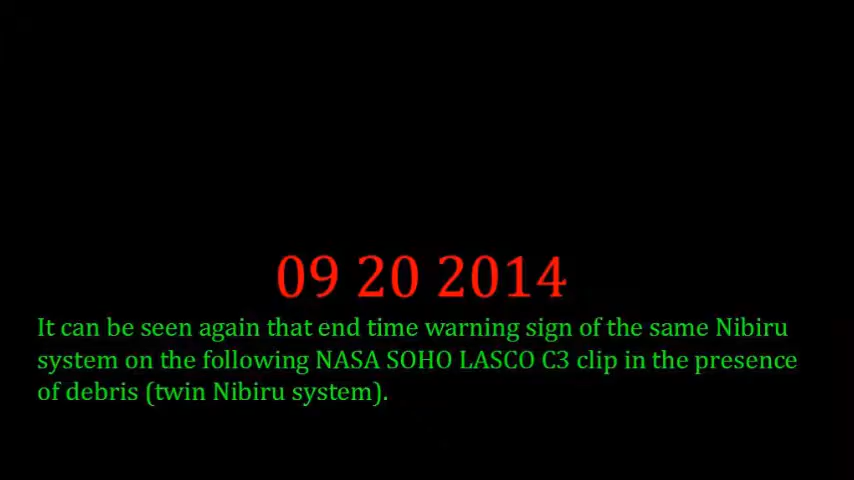 09 20 2014
It can be seen again that end time warning sign of the same Nibiru
system on the following NASA SOHO LASCO C3 clip in the presence
of debris (twin Nibiru system).